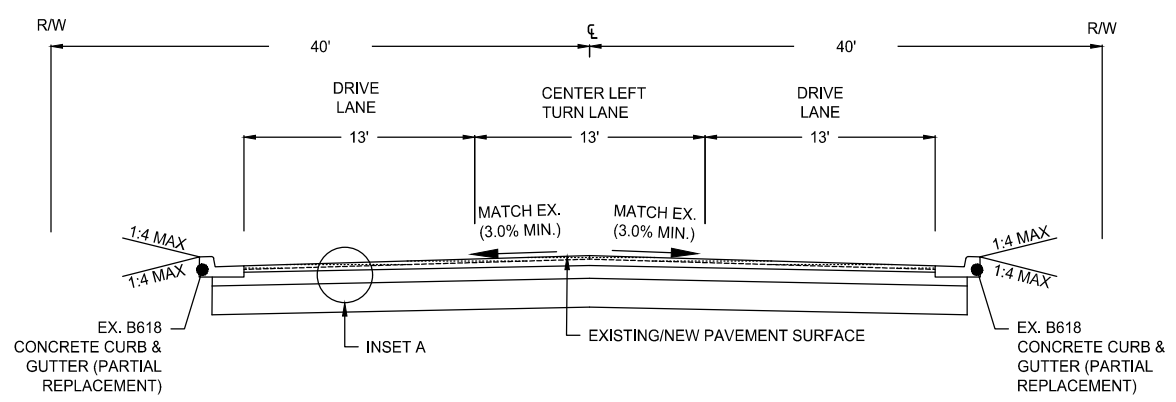 R/W
℄
R/W
40'
40'
DRIVE
LANE
CENTER LEFT
TURN LANE
DRIVE
LANE
13'
13'
13'
MATCH EX.
(3.0% MIN.)
MATCH EX.
(3.0% MIN.)
1:4 MAX
1:4 MAX
1:4 MAX
1:4 MAX
EX. B618
CONCRETE CURB &
GUTTER (PARTIAL
REPLACEMENT)
INSET A
EXISTING/NEW PAVEMENT SURFACE
EX. B618
CONCRETE CURB &
GUTTER (PARTIAL
REPLACEMENT)